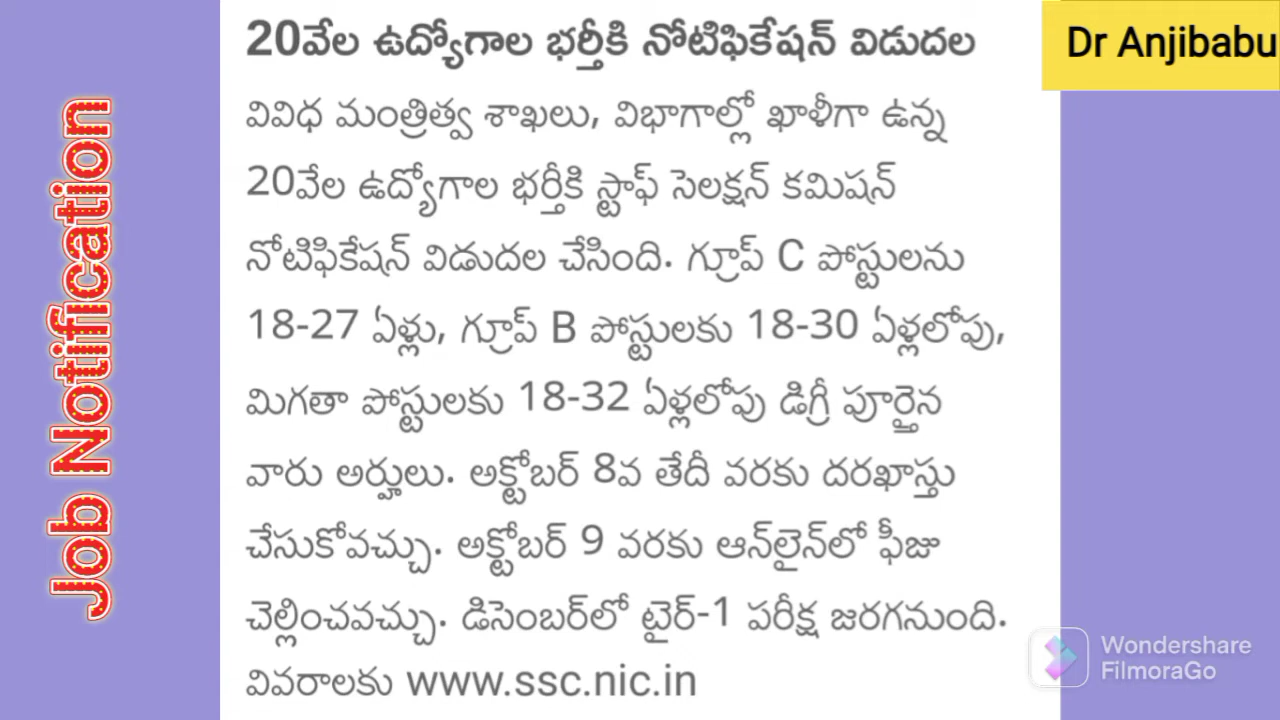 20వేల ఉద్యోగాల భర్తీకి నోటిఫికేషన్ విడుదల
వివిధ మంత్రిత్వ శాఖలు, విభాగాల్లో ఖాళీగా ఉన్న
20వేల ఉద్యోగాల భర్తీకి స్టాఫ్ సెలక్షన్ కమిషన్
నోటిఫికేషన్ విడుదల చేసింది. గ్రూప్ C పోస్టులను
18-27 ఏళ్లు, గ్రూప్ B పోస్టులకు 18-30 ఏళ్లలోపు,
మిగతా పోస్టులకు 18-32 ఏళ్లలోపు డిగ్రీ పూర్తైన
వారు అర్హులు. అక్టోబర్ 8వ తేదీ వరకు దరఖాస్తు
చేసుకోవచ్చు. అక్టోబర్ 9 వరకు ఆన్‌లైన్‌లో ఫీజు
చెల్లించవచ్చు. డిసెంబర్‌లో టైర్-1 పరీక్ష జరగనుంది.
వివరాలకు www.ssc.nic.in
Job Notification
Dr Anjibabu
Wondershare
FilmoraGo